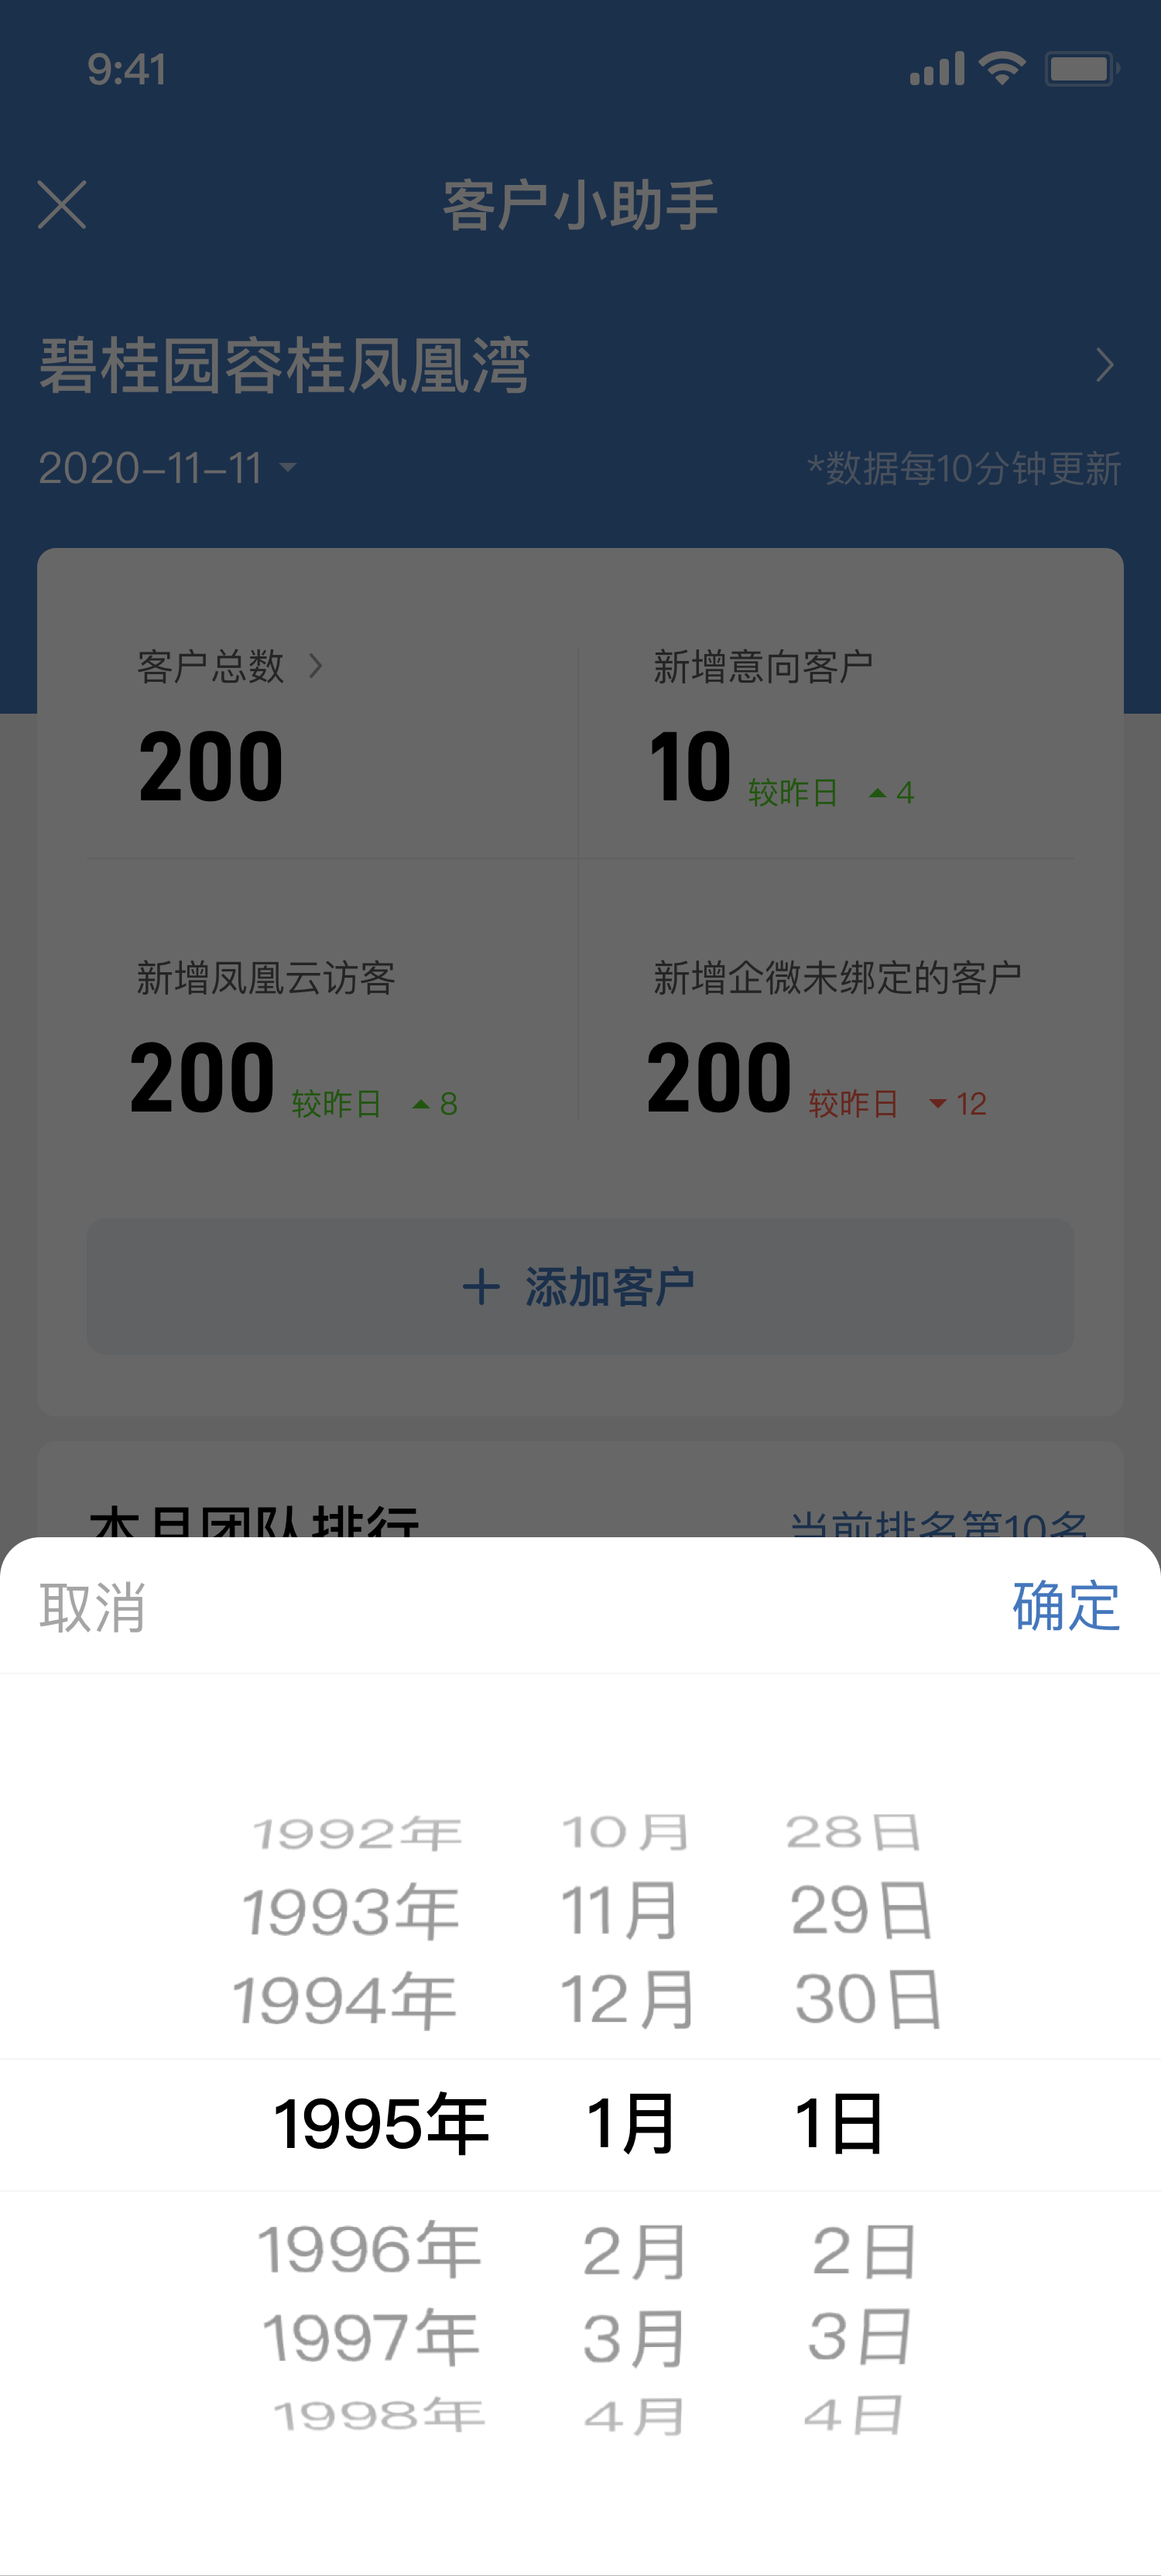 9:41
客户小助手
碧桂园容桂凤凰湾
2020-11-11 *数据每10分钟更新
客户总数 新增意向客户
200 10 较昨日 4
新增凤凰云访客 新增企微未绑定的客户
200 较昨日 8 200 较昨日 12
添加客户
本月团队排行 当前排名第10名
取消 确定
1992年 10月 28日
1993年 11月 29日
1994年 12月 30日
1995年 1月 1日
1996年 2月 2日
1997年 3月 3日
1998年 4月 4日